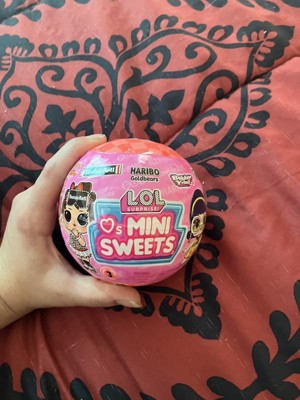 HARIBO
Goldbears
L.O.L.
SURPRISE!
♡s MINI
SWEETS